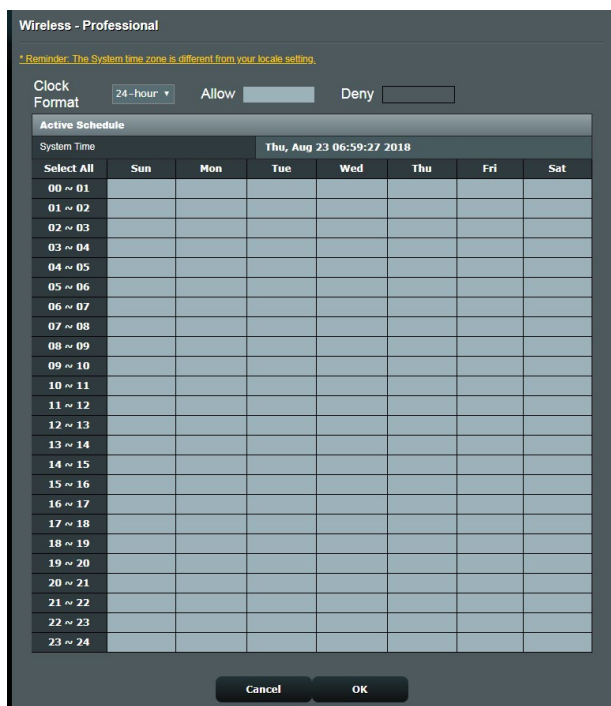 Wireless - Professional
* Reminder: The System time zone is different from your locale setting.
Clock Format 24-hour Allow Deny
Active Schedule
System Time Thu, Aug 23 06:59:27 2018
Select All Sun Mon Tue Wed Thu Fri Sat
00 ~ 01
01 ~ 02
02 ~ 03
03 ~ 04
04 ~ 05
05 ~ 06
06 ~ 07
07 ~ 08
08 ~ 09
09 ~ 10
10 ~ 11
11 ~ 12
12 ~ 13
13 ~ 14
14 ~ 15
15 ~ 16
16 ~ 17
17 ~ 18
18 ~ 19
19 ~ 20
20 ~ 21
21 ~ 22
22 ~ 23
23 ~ 24
Cancel OK